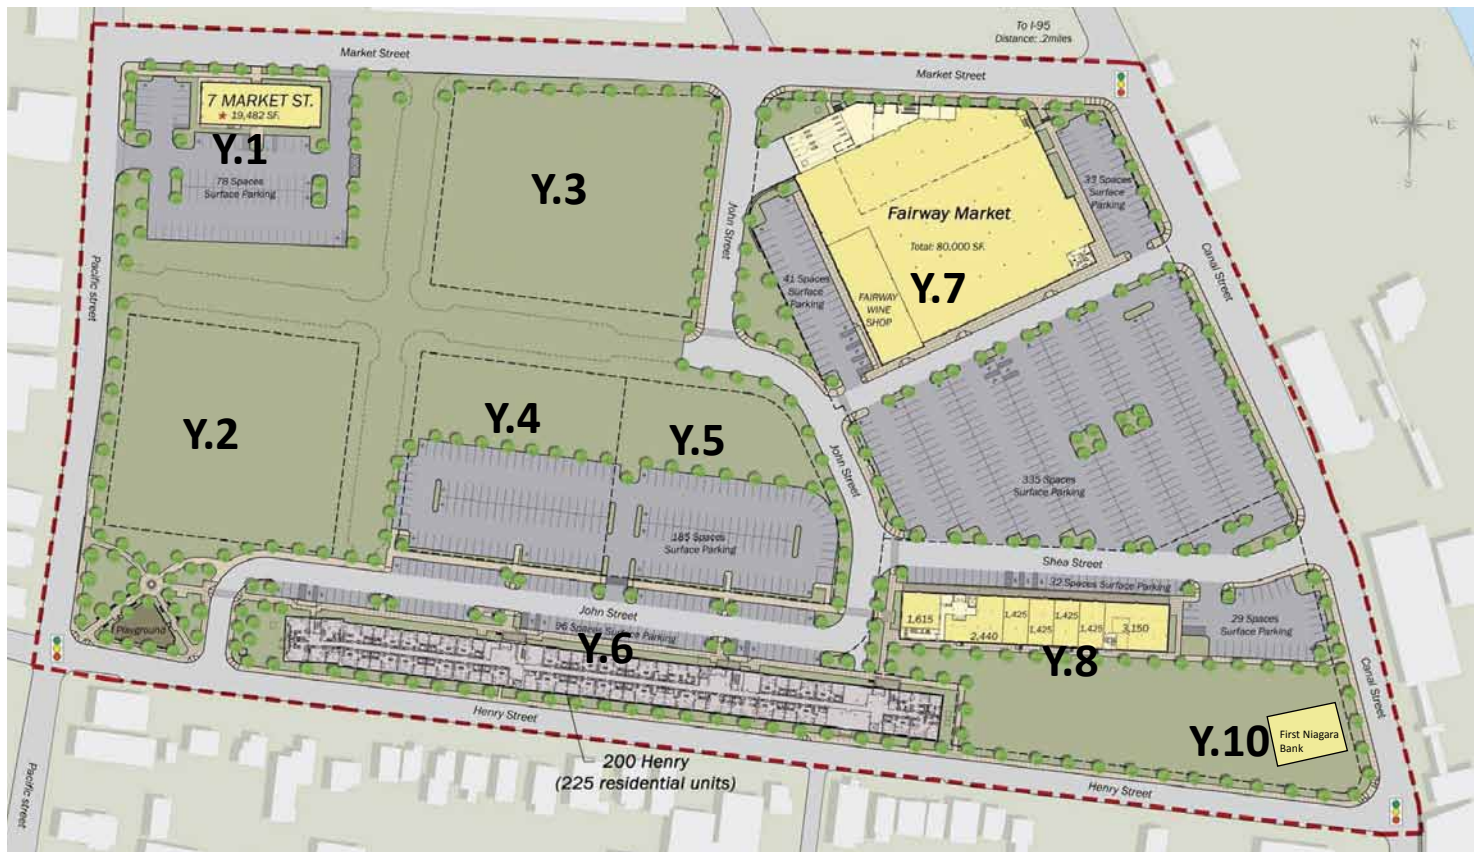 To I-95
Distance: .2miles
Market Street
Market Street
N
W
E
S
7 MARKET ST.
★ 19,482 SF.
Y.1
78 Spaces
Surface Parking
Y.3
John Street
33 Spaces
Surface
Parking
Fairway Market
Total: 80,000 SF.
Y.7
41 Spaces
Surface
Parking
FAIRWAY
WINE
SHOP
Canal Street
Pacific street
Y.2
Y.4
Y.5
John Street
335 Spaces
Surface Parking
185 Spaces
Surface Parking
Shea Street
32 Spaces Surface Parking
John Street
96 Spaces Surface Parking
Y.6
Playground
1,615
2,440
1,425
1,425
1,425
1,425
3,150
29 Spaces
Surface Parking
Y.8
Canal Street
Henry Street
Y.10
First Niagara
Bank
200 Henry
(225 residential units)
Henry Street
Pacific street